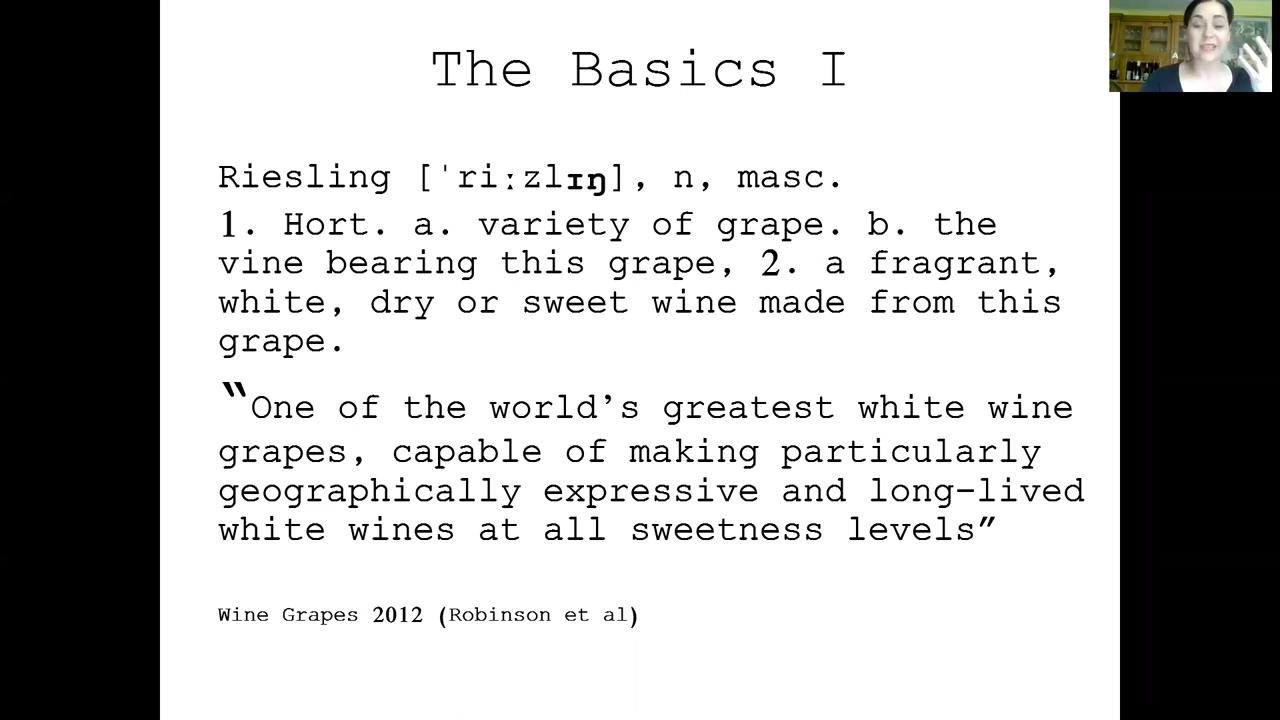 The Basics I
Riesling [ˈriːzlɪŋ], n, masc.
1. Hort. a. variety of grape. b. the
vine bearing this grape, 2. a fragrant,
white, dry or sweet wine made from this
grape.
‟One of the world’s greatest white wine
grapes, capable of making particularly
geographically expressive and long-lived
white wines at all sweetness levels”
Wine Grapes 2012 (Robinson et al)